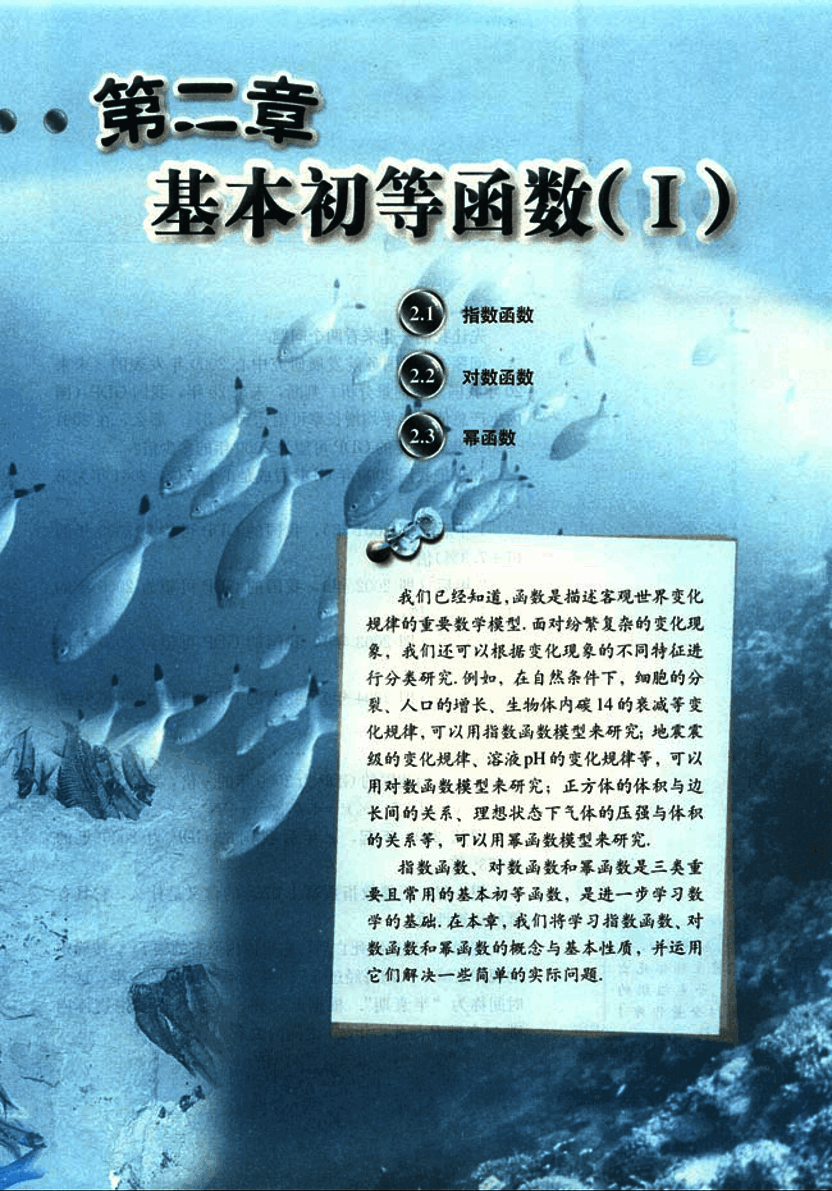 第二章
基本初等函数(Ⅰ)
2.1 指数函数
2.2 对数函数
2.3 幂函数
我们已经知道,函数是描述客观世界变化
规律的重要数学模型. 面对纷繁复杂的变化现
象，我们还可以根据变化现象的不同特征进
行分类研究. 例如，在自然条件下，细胞的分
裂、人口的增长、生物体内碳14的衰减等变
化规律,可以用指数函数模型来研究; 地震震
级的变化规律、溶液pH的变化规律等，可以
用对数函数模型来研究；正方体的体积与边
长间的关系、理想状态下气体的压强与体积
的关系等，可以用幂函数模型来研究.
指数函数、对数函数和幂函数是三类重
要且常用的基本初等函数，是进一步学习数
学的基础. 在本章，我们将学习指数函数、对
数函数和幂函数的概念与基本性质，并运用
它们解决一些简单的实际问题.